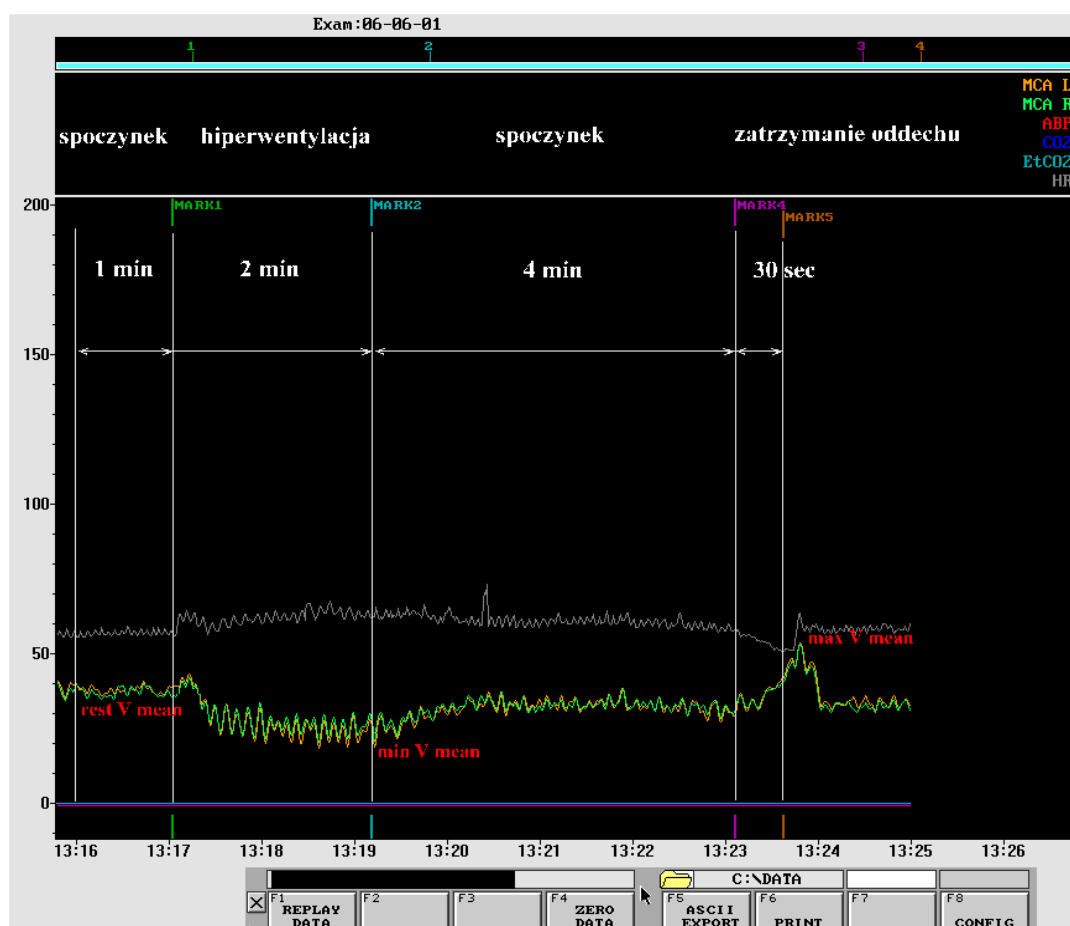 Exam:06-06-01
1 2 3 4
MCA L
MCA R
ABP
CO2
EtCO2
HR
spoczynek hiperwentylacja spoczynek zatrzymanie oddechu
200
MARK1 MARK2 MARK4
MARK5
1 min 2 min 4 min 30 sec
150
100
50
max V mean
rest V mean
min V mean
0
13:16 13:17 13:18 13:19 13:20 13:21 13:22 13:23 13:24 13:25 13:26
C:\DATA
X F1 REPLAY DATA F2 F3 F4 ZERO DATA F5 ASCII EXPORT F6 PRINT F7 F8 CONFIG